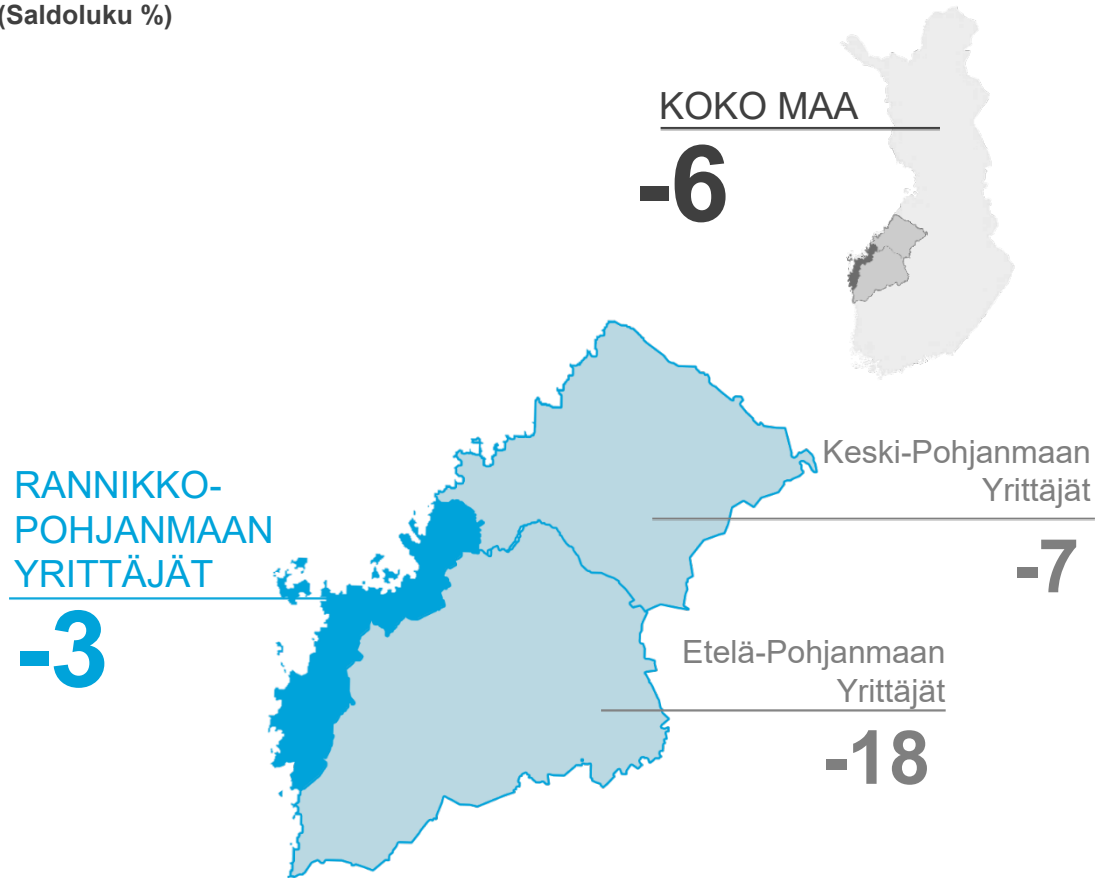 (Saldoluku %)
KOKO MAA
-6
Keski-Pohjanmaan
Yrittäjät
-7
RANNIKKO-
POHJANMAAN
YRITTÄJÄT
-3
Etelä-Pohjanmaan
Yrittäjät
-18